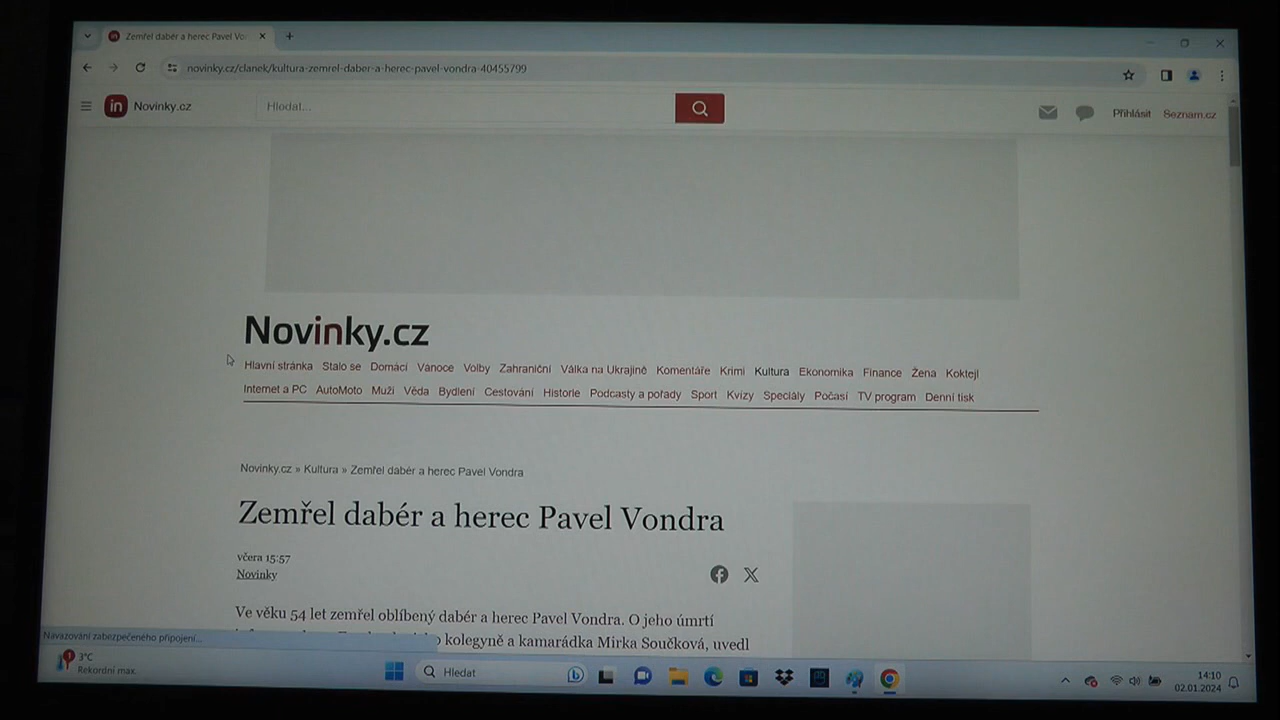 Zemřel dabér a herec Pavel Vo
novinky.cz/clanek/kultura-zemrel-daber-a-herec-pavel-vondra-40455799
in Novinky.cz Hledat... Přihlásit Seznam.cz
Novinky.cz
Hlavní stránka Stalo se Domácí Vánoce Volby Zahraniční Válka na Ukrajině Komentáře Krimi Kultura Ekonomika Finance Žena Koktejl
Internet a PC AutoMoto Muži Věda Bydlení Cestování Historie Podcasty a pořady Sport Kvízy Speciály Počasí TV program Denní tisk
Novinky.cz » Kultura » Zemřel dabér a herec Pavel Vondra
Zemřel dabér a herec Pavel Vondra
včera 15:57
Novinky
Ve věku 54 let zemřel oblíbený dabér a herec Pavel Vondra. O jeho úmrtí
kolegyně a kamarádka Mirka Součková, uvedl
Navazování zabezpečeného připojení...
1 3°C
Rekordní max.
Hledat
14:10
02.01.2024